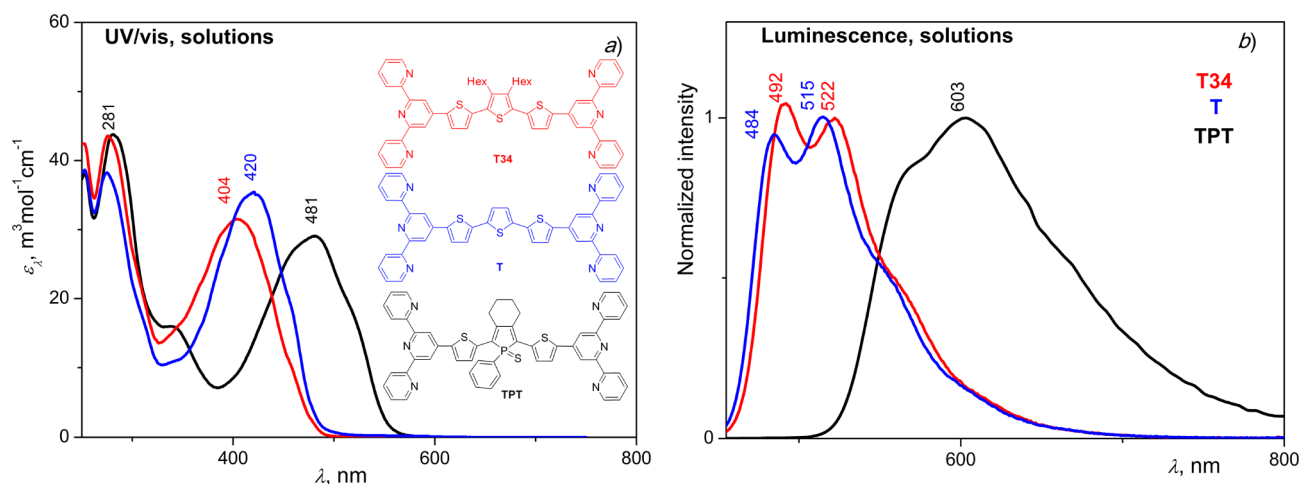 UV/vis, solutions
a)
60
40
20
0
ε_λ, m³mol⁻¹cm⁻¹
281
404
420
481
Hex Hex
N N N S S S N N N
T34
N N N S S S N N N
T
N N N S P=S S N N N
TPT
400 600 800
λ, nm
Luminescence, solutions
b)
T34
T
TPT
484
492
515
522
603
1
0
Normalized intensity
600 800
λ, nm